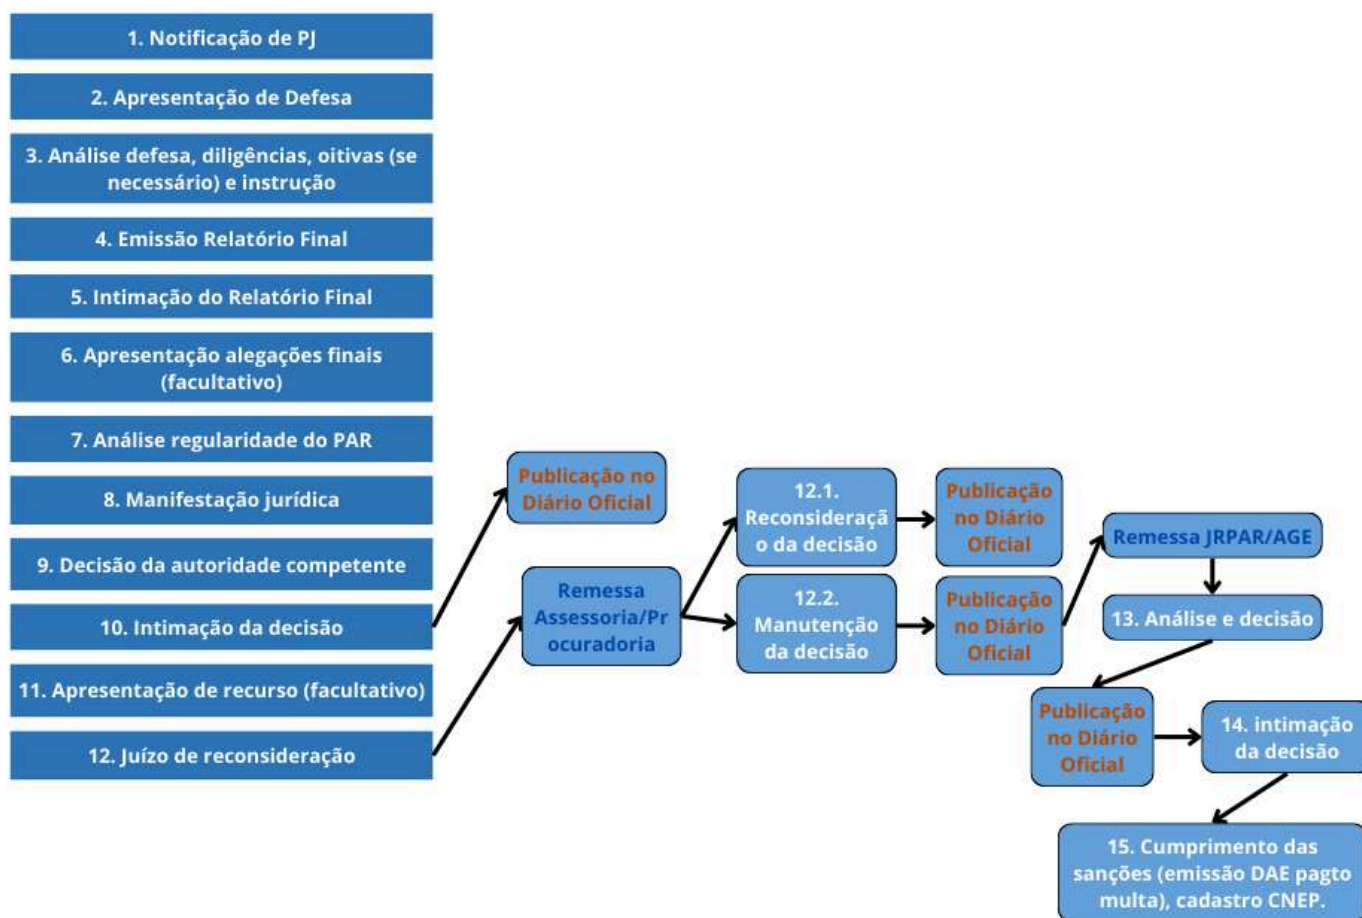 1. Notificação de PJ
2. Apresentação de Defesa
3. Análise defesa, diligências, oitivas (se
necessário) e instrução
4. Emissão Relatório Final
5. Intimação do Relatório Final
6. Apresentação alegações finais
(facultativo)
7. Análise regularidade do PAR
8. Manifestação jurídica
9. Decisão da autoridade competente
10. Intimação da decisão
11. Apresentação de recurso (facultativo)
12. Juízo de reconsideração
Publicação no
Diário Oficial
Remessa
Assessoria/Pr
ocuradoria
12.1.
Reconsideraçã
o da decisão
Publicação
no Diário
Oficial
12.2.
Manutenção
da decisão
Publicação
no Diário
Oficial
Remessa JRPAR/AGE
13. Análise e decisão
Publicação
no Diário
Oficial
14. intimação
da decisão
15. Cumprimento das
sanções (emissão DAE pagto
multa), cadastro CNEP.